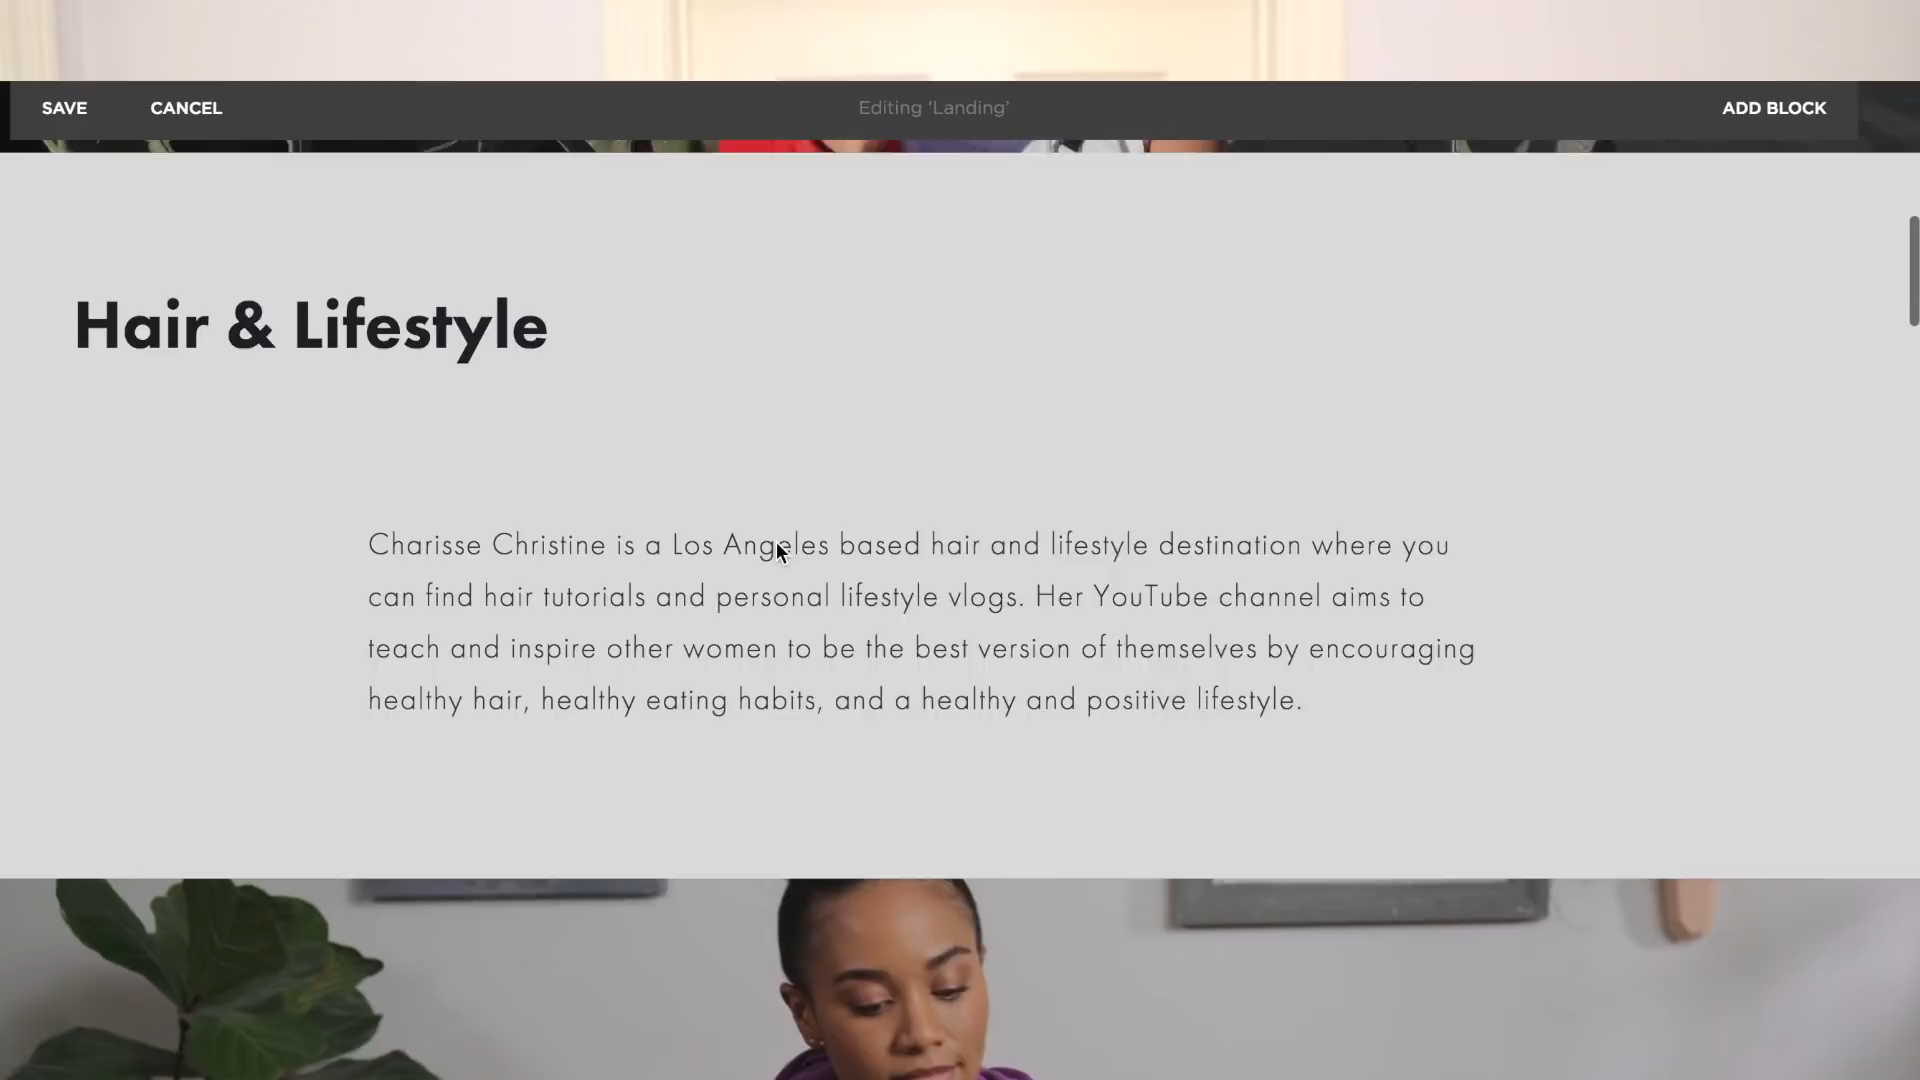 SAVE CANCEL Editing ‘Landing’ ADD BLOCK
Hair & Lifestyle
Charisse Christine is a Los Angeles based hair and lifestyle destination where you
can find hair tutorials and personal lifestyle vlogs. Her YouTube channel aims to
teach and inspire other women to be the best version of themselves by encouraging
healthy hair, healthy eating habits, and a healthy and positive lifestyle.